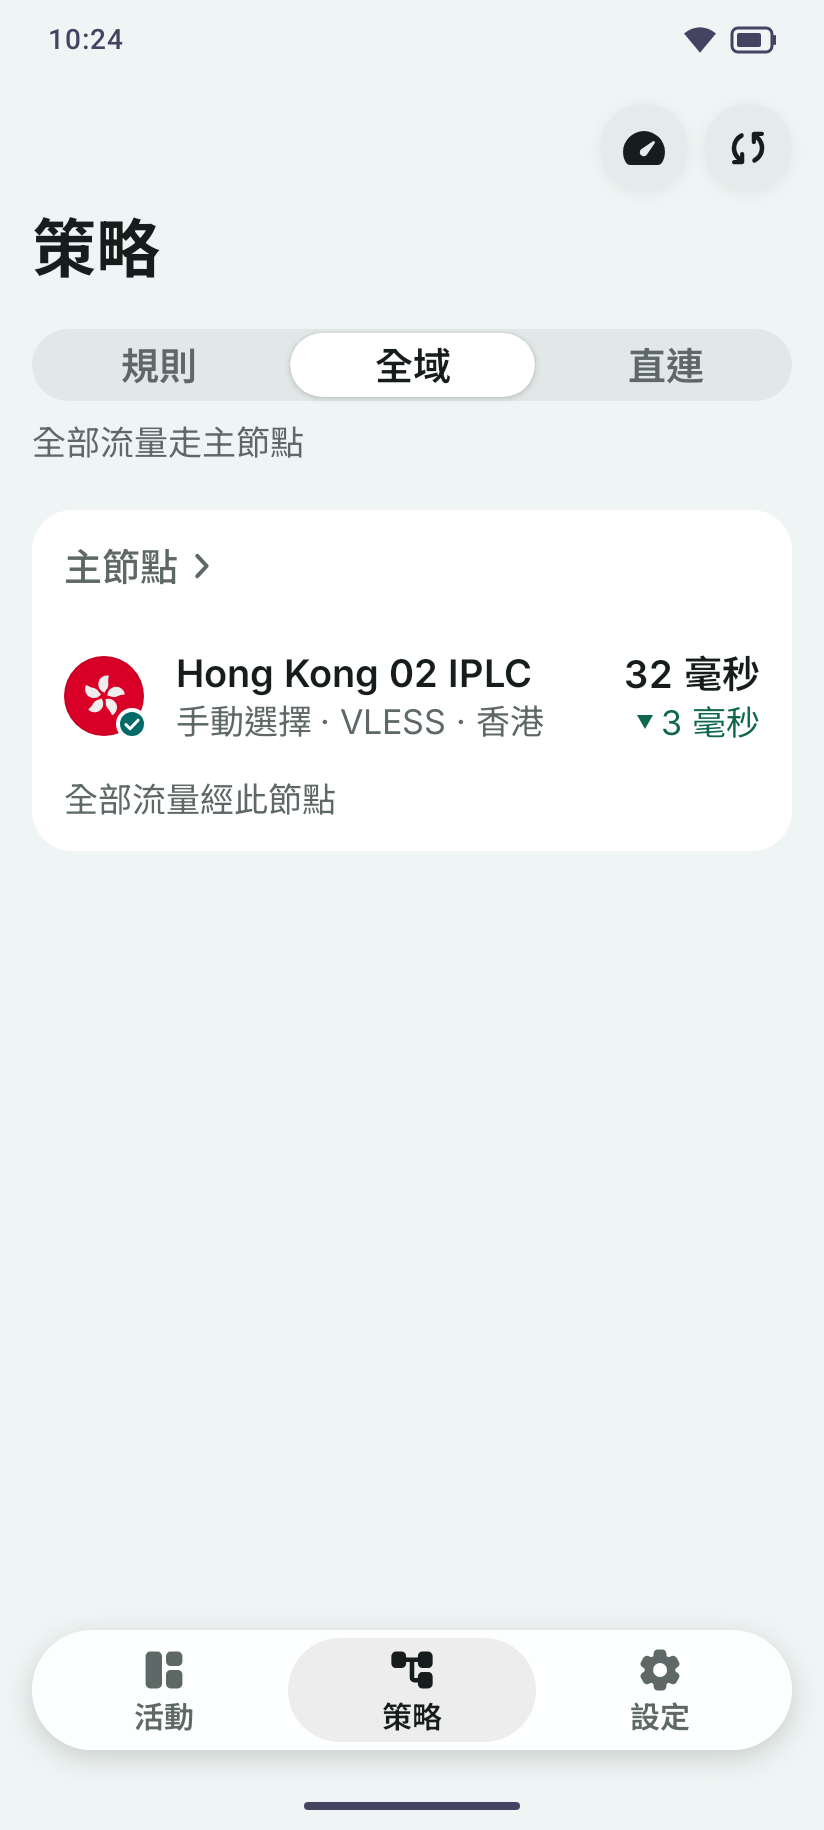 10:24
策略
規則
全域
直連
全部流量走主節點
主節點
Hong Kong 02 IPLC
32 毫秒
手動選擇 · VLESS · 香港
▼3 毫秒
全部流量經此節點
活動
策略
設定